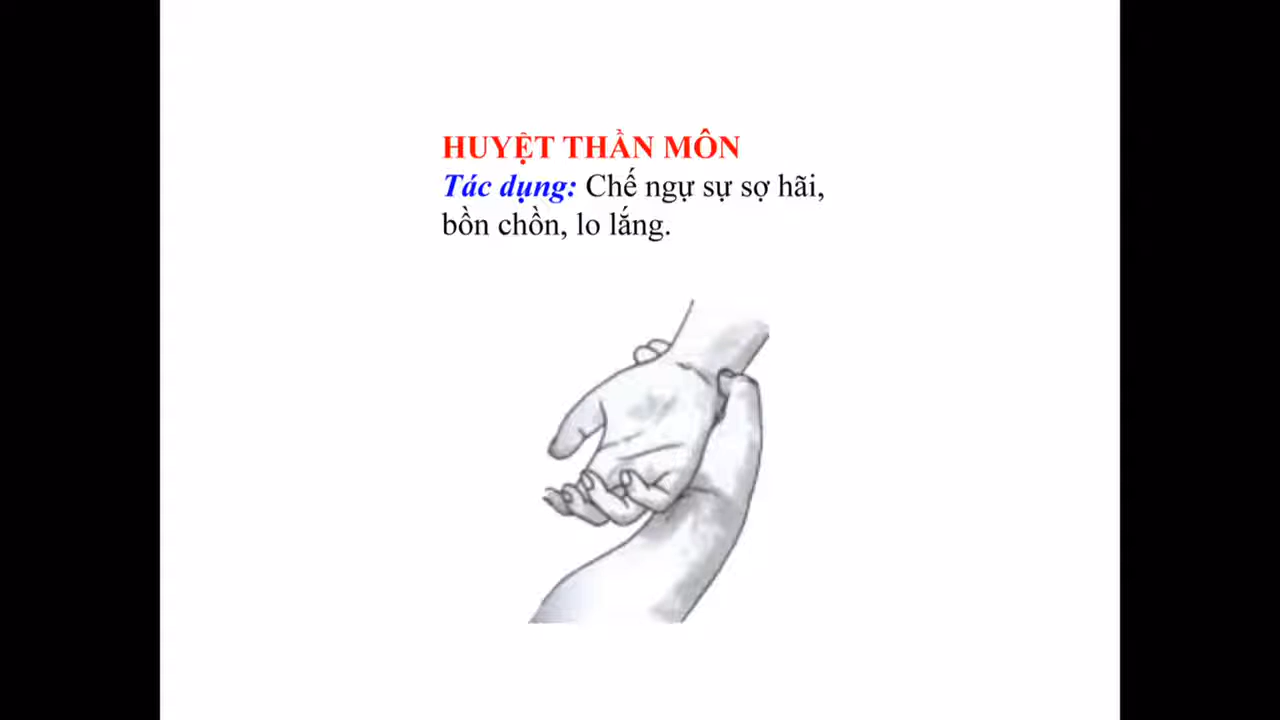 HUYỆT THẦN MÔN
Tác dụng: Chế ngự sự sợ hãi,
bồn chồn, lo lắng.